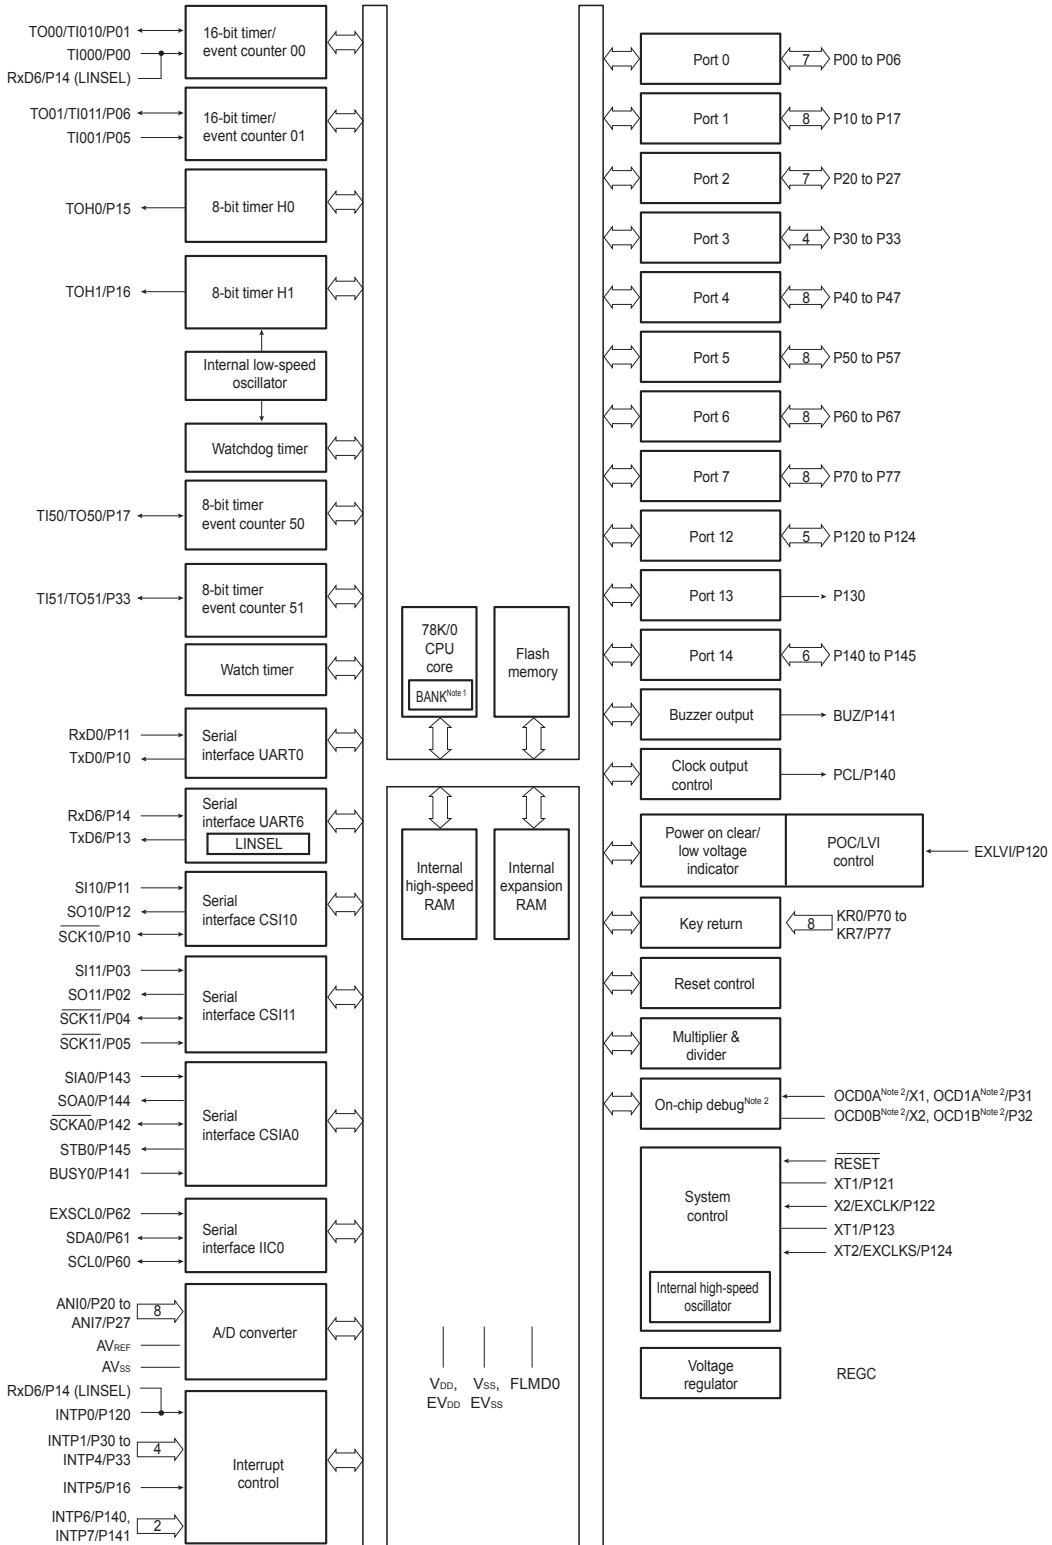 TO00/TI010/P01
TI000/P00
RxD6/P14 (LINSEL)
16-bit timer/
event counter 00
TO01/TI011/P06
TI001/P05
16-bit timer/
event counter 01
TOH0/P15
8-bit timer H0
TOH1/P16
8-bit timer H1
Internal low-speed
oscillator
Watchdog timer
TI50/TO50/P17
8-bit timer
event counter 50
TI51/TO51/P33
8-bit timer
event counter 51
Watch timer
RxD0/P11
TxD0/P10
Serial
interface UART0
RxD6/P14
TxD6/P13
Serial
interface UART6
LINSEL
SI10/P11
SO10/P12
SCK10/P10
Serial
interface CSI10
SI11/P03
SO11/P02
SCK11/P04
SCK11/P05
Serial
interface CSI11
SIA0/P143
SOA0/P144
SCKA0/P142
STB0/P145
BUSY0/P141
Serial
interface CSIA0
EXSCL0/P62
SDA0/P61
SCL0/P60
Serial
interface IIC0
ANI0/P20 to
ANI7/P27
8
AVREF
AVSS
A/D converter
RxD6/P14 (LINSEL)
INTP0/P120
INTP1/P30 to
INTP4/P33
4
INTP5/P16
INTP6/P140,
INTP7/P141
2
Interrupt
control
78K/0
CPU
core
BANK Note 1
Flash
memory
Internal
high-speed
RAM
Internal
expansion
RAM
VDD,
EVDD
VSS,
EVSS
FLMD0
Port 0
7
P00 to P06
Port 1
8
P10 to P17
Port 2
7
P20 to P27
Port 3
4
P30 to P33
Port 4
8
P40 to P47
Port 5
8
P50 to P57
Port 6
8
P60 to P67
Port 7
8
P70 to P77
Port 12
5
P120 to P124
Port 13
P130
Port 14
6
P140 to P145
Buzzer output
BUZ/P141
Clock output
control
PCL/P140
Power on clear/
low voltage
indicator
POC/LVI
control
EXLVI/P120
Key return
8
KR0/P70 to
KR7/P77
Reset control
Multiplier &
divider
On-chip debug Note 2
OCD0A Note 2/X1, OCD1A Note 2/P31
OCD0B Note 2/X2, OCD1B Note 2/P32
System
control
RESET
XT1/P121
X2/EXCLK/P122
XT1/P123
XT2/EXCLKS/P124
Internal high-speed
oscillator
Voltage
regulator
REGC